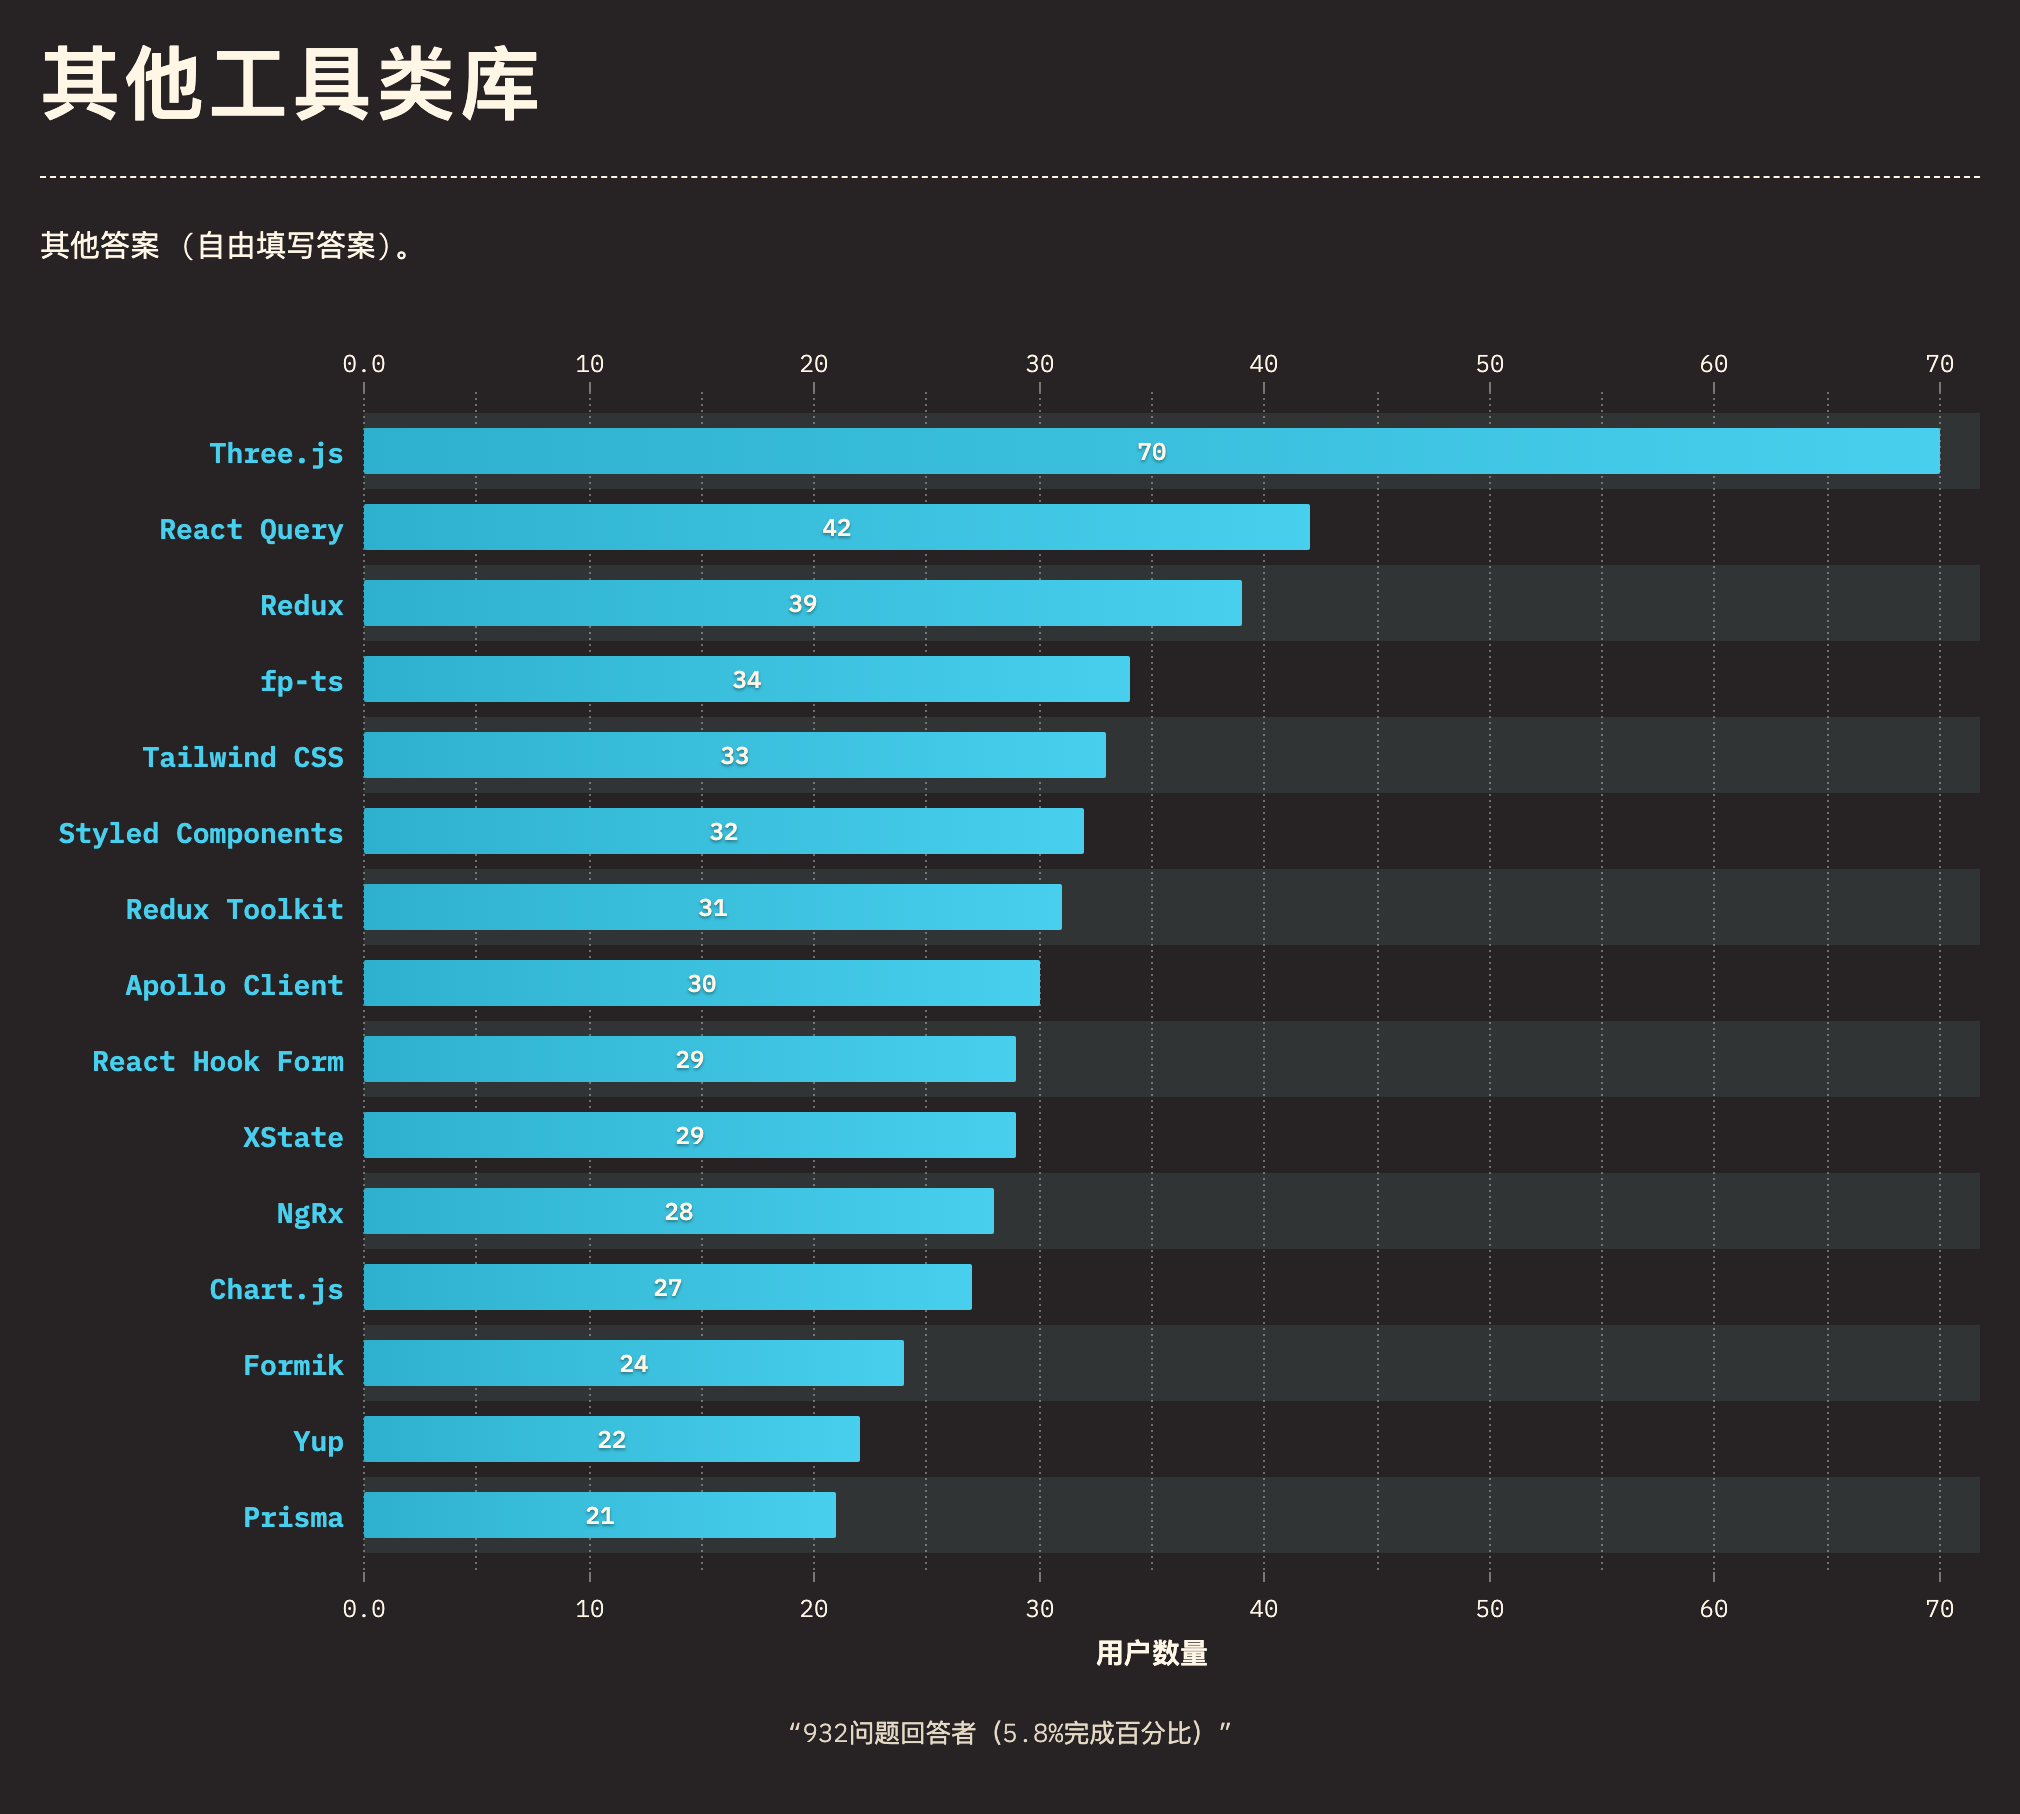 其他工具类库
其他答案 （自由填写答案）。
0.0 10 20 30 40 50 60 70
Three.js 70
React Query 42
Redux 39
fp-ts 34
Tailwind CSS 33
Styled Components 32
Redux Toolkit 31
Apollo Client 30
React Hook Form 29
XState 29
NgRx 28
Chart.js 27
Formik 24
Yup 22
Prisma 21
0.0 10 20 30 40 50 60 70
用户数量
“932问题回答者（5.8%完成百分比）”